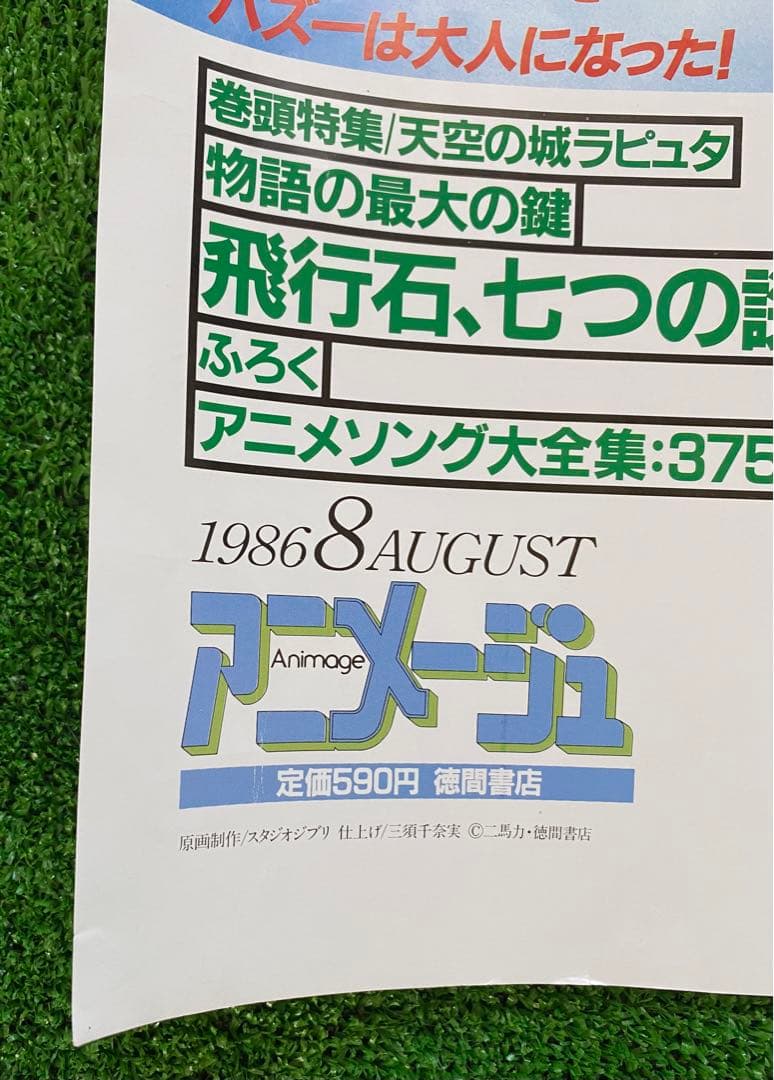 パズーは大人になった!
巻頭特集/天空の城ラピュタ
物語の最大の鍵
飛行石、七つの
ふろく
アニメソング大全集:375
1986 8 AUGUST
アニメージュ
Animage
定価590円 徳間書店
原画制作/スタジオジブリ 仕上げ/三須千奈実 ©二馬力・徳間書店